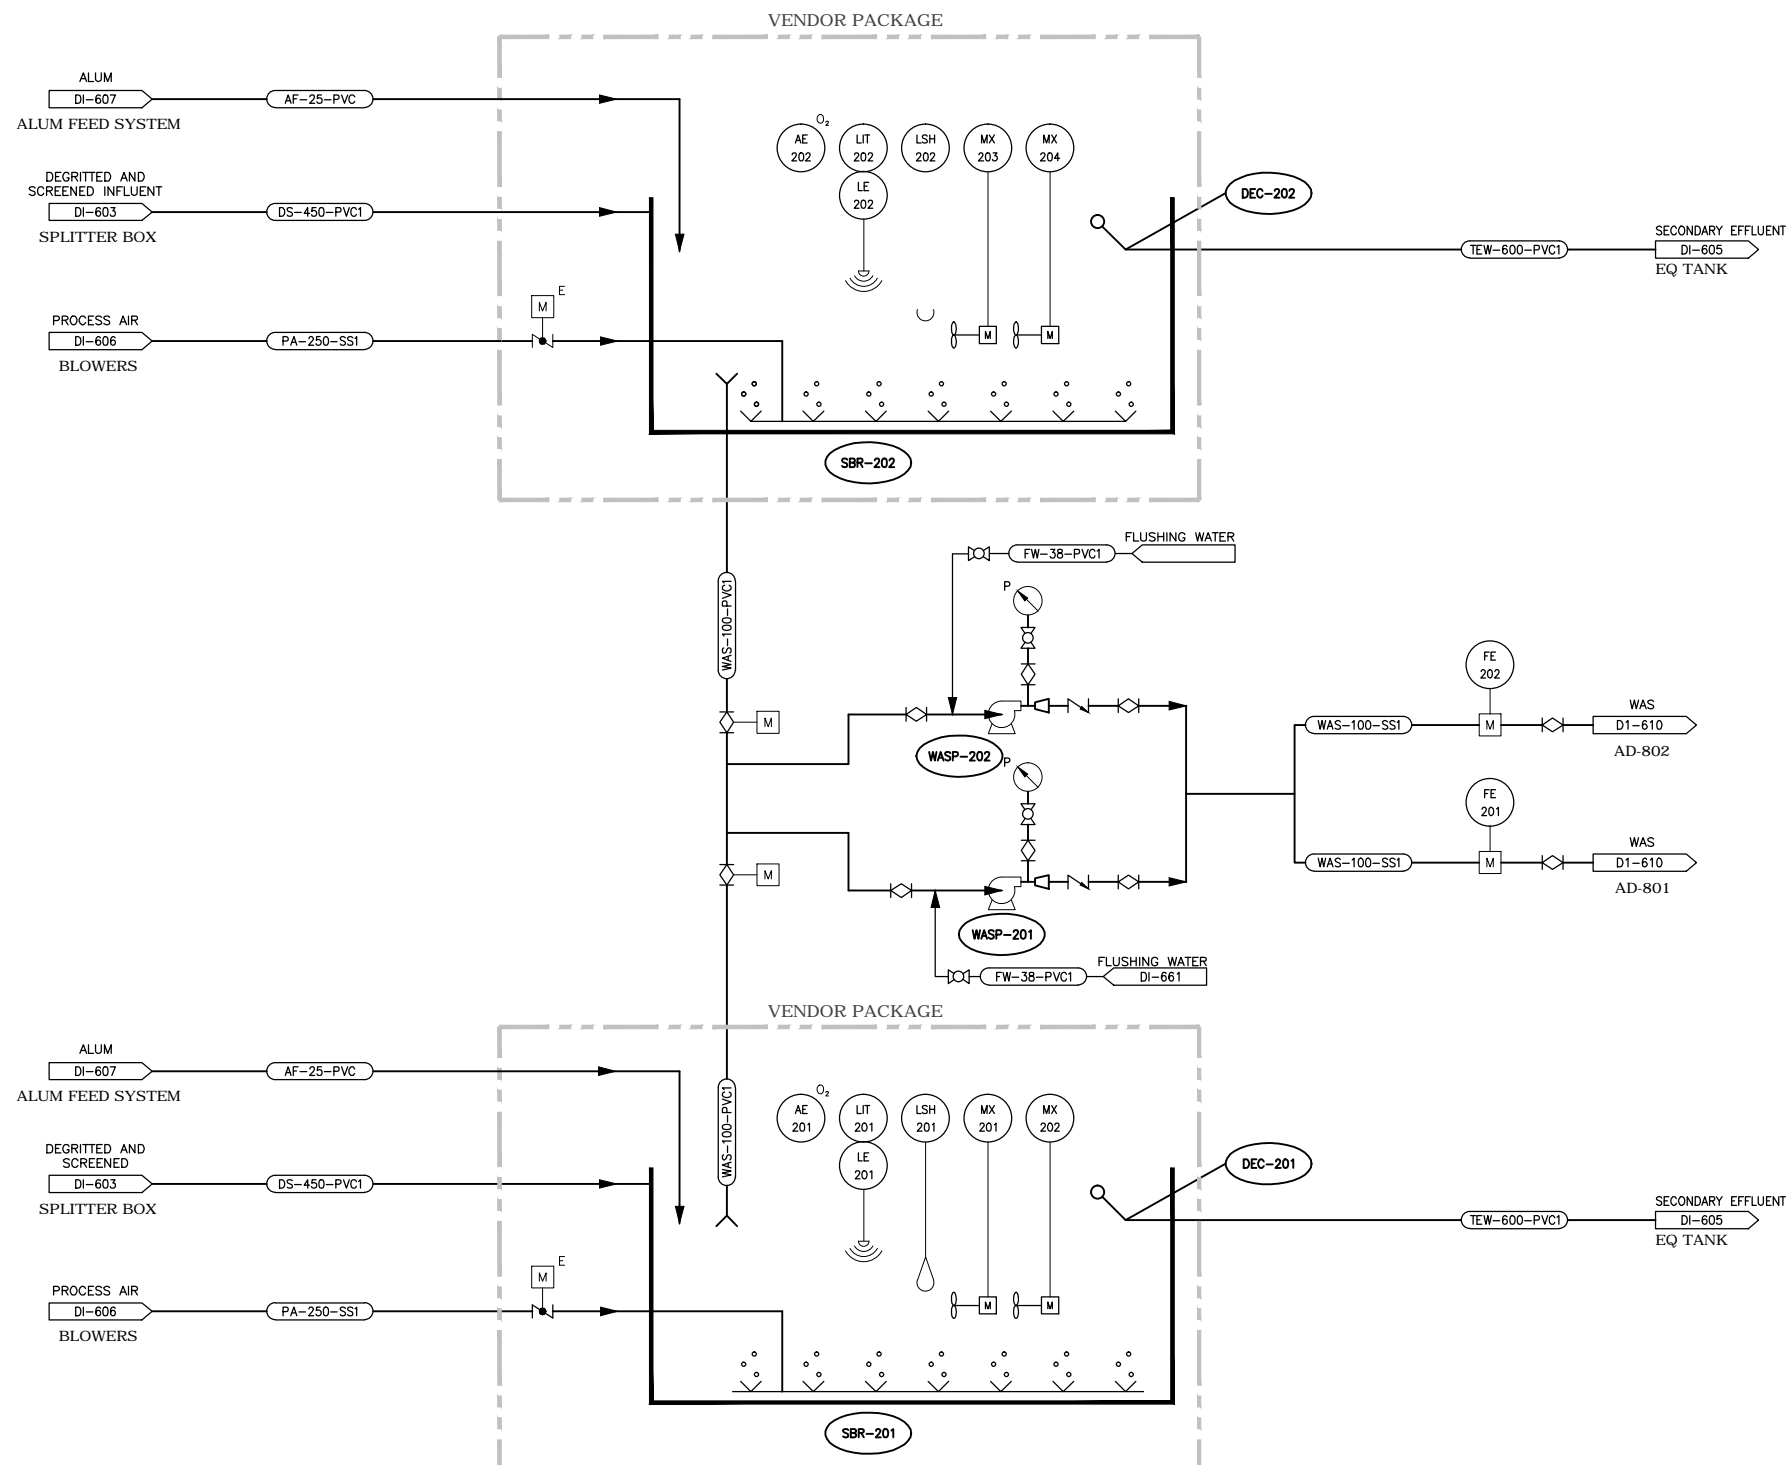 VENDOR PACKAGE
ALUM
DI-607
AF-25-PVC
ALUM FEED SYSTEM
DEGRITTED AND
SCREENED INFLUENT
DI-603
DS-450-PVC1
SPLITTER BOX
PROCESS AIR
DI-606
PA-250-SS1
BLOWERS
M
E
AE
202
O₂
LIT
202
LE
202
LSH
202
MX
203
MX
204
M
M
DEC-202
TEW-600-PVC1
SECONDARY EFFLUENT
DI-605
EQ TANK
SBR-202
FLUSHING WATER
FW-38-PVC1
WAS-100-PVC1
M
P
WASP-202
P
M
WASP-201
FLUSHING WATER
FW-38-PVC1
DI-661
FE
202
WAS-100-SS1
M
WAS
D1-610
AD-802
FE
201
WAS-100-SS1
M
WAS
D1-610
AD-801
VENDOR PACKAGE
ALUM
DI-607
AF-25-PVC
ALUM FEED SYSTEM
WAS-100-PVC1
DEGRITTED AND
SCREENED
DI-603
DS-450-PVC1
SPLITTER BOX
PROCESS AIR
DI-606
PA-250-SS1
BLOWERS
M
E
AE
201
O₂
LIT
201
LE
201
LSH
201
MX
201
MX
202
M
M
DEC-201
TEW-600-PVC1
SECONDARY EFFLUENT
DI-605
EQ TANK
SBR-201